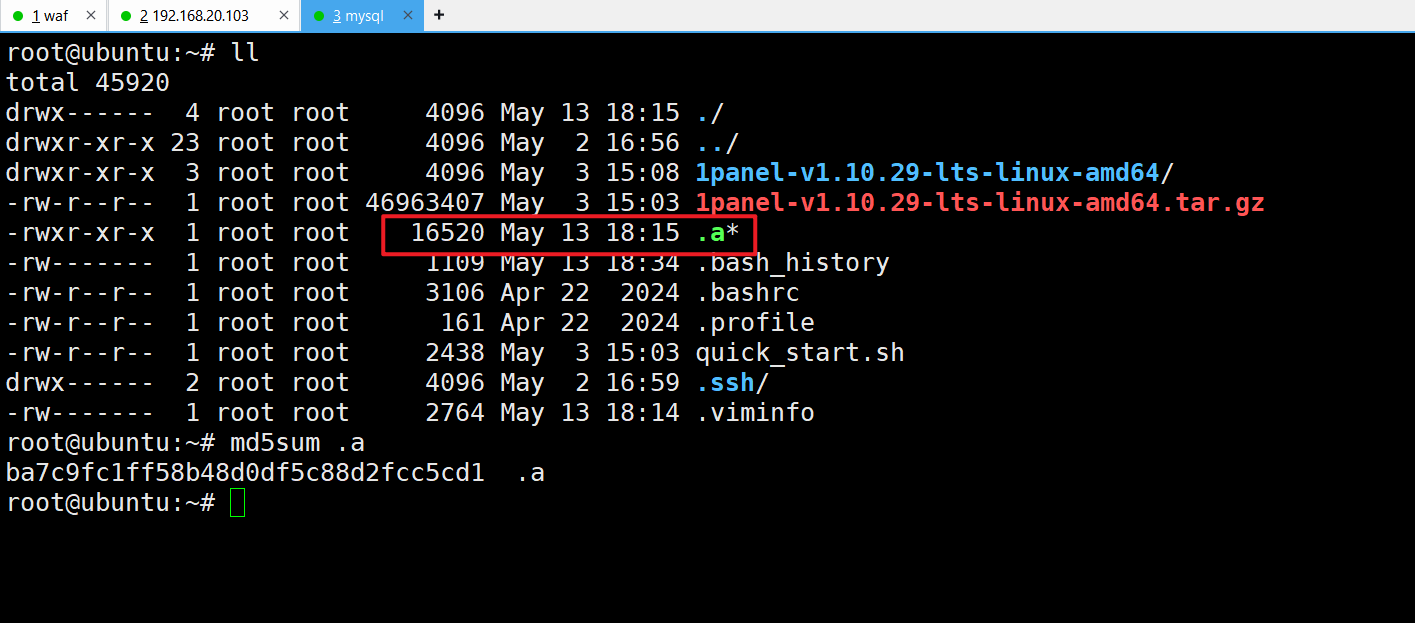 1 waf × 2 192.168.20.103 × 3 mysql × +
root@ubuntu:~# ll
total 45920
drwx------  4 root root     4096 May 13 18:15 ./
drwxr-xr-x 23 root root     4096 May  2 16:56 ../
drwxr-xr-x  3 root root     4096 May  3 15:08 1panel-v1.10.29-lts-linux-amd64/
-rw-r--r--  1 root root 46963407 May  3 15:03 1panel-v1.10.29-lts-linux-amd64.tar.gz
-rwxr-xr-x  1 root root    16520 May 13 18:15 .a*
-rw-------  1 root root     1109 May 13 18:34 .bash_history
-rw-r--r--  1 root root     3106 Apr 22  2024 .bashrc
-rw-r--r--  1 root root      161 Apr 22  2024 .profile
-rw-r--r--  1 root root     2438 May  3 15:03 quick_start.sh
drwx------  2 root root     4096 May  2 16:59 .ssh/
-rw-------  1 root root     2764 May 13 18:14 .viminfo
root@ubuntu:~# md5sum .a
ba7c9fc1ff58b48d0df5c88d2fcc5cd1  .a
root@ubuntu:~#